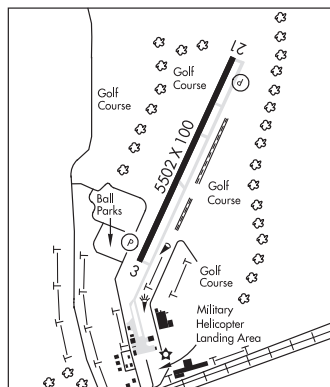 21
P
Golf
Course
Golf
Course
5502 X 100
Golf
Course
Ball
Parks
P
3
Golf
Course
Military
Helicopter
Landing Area